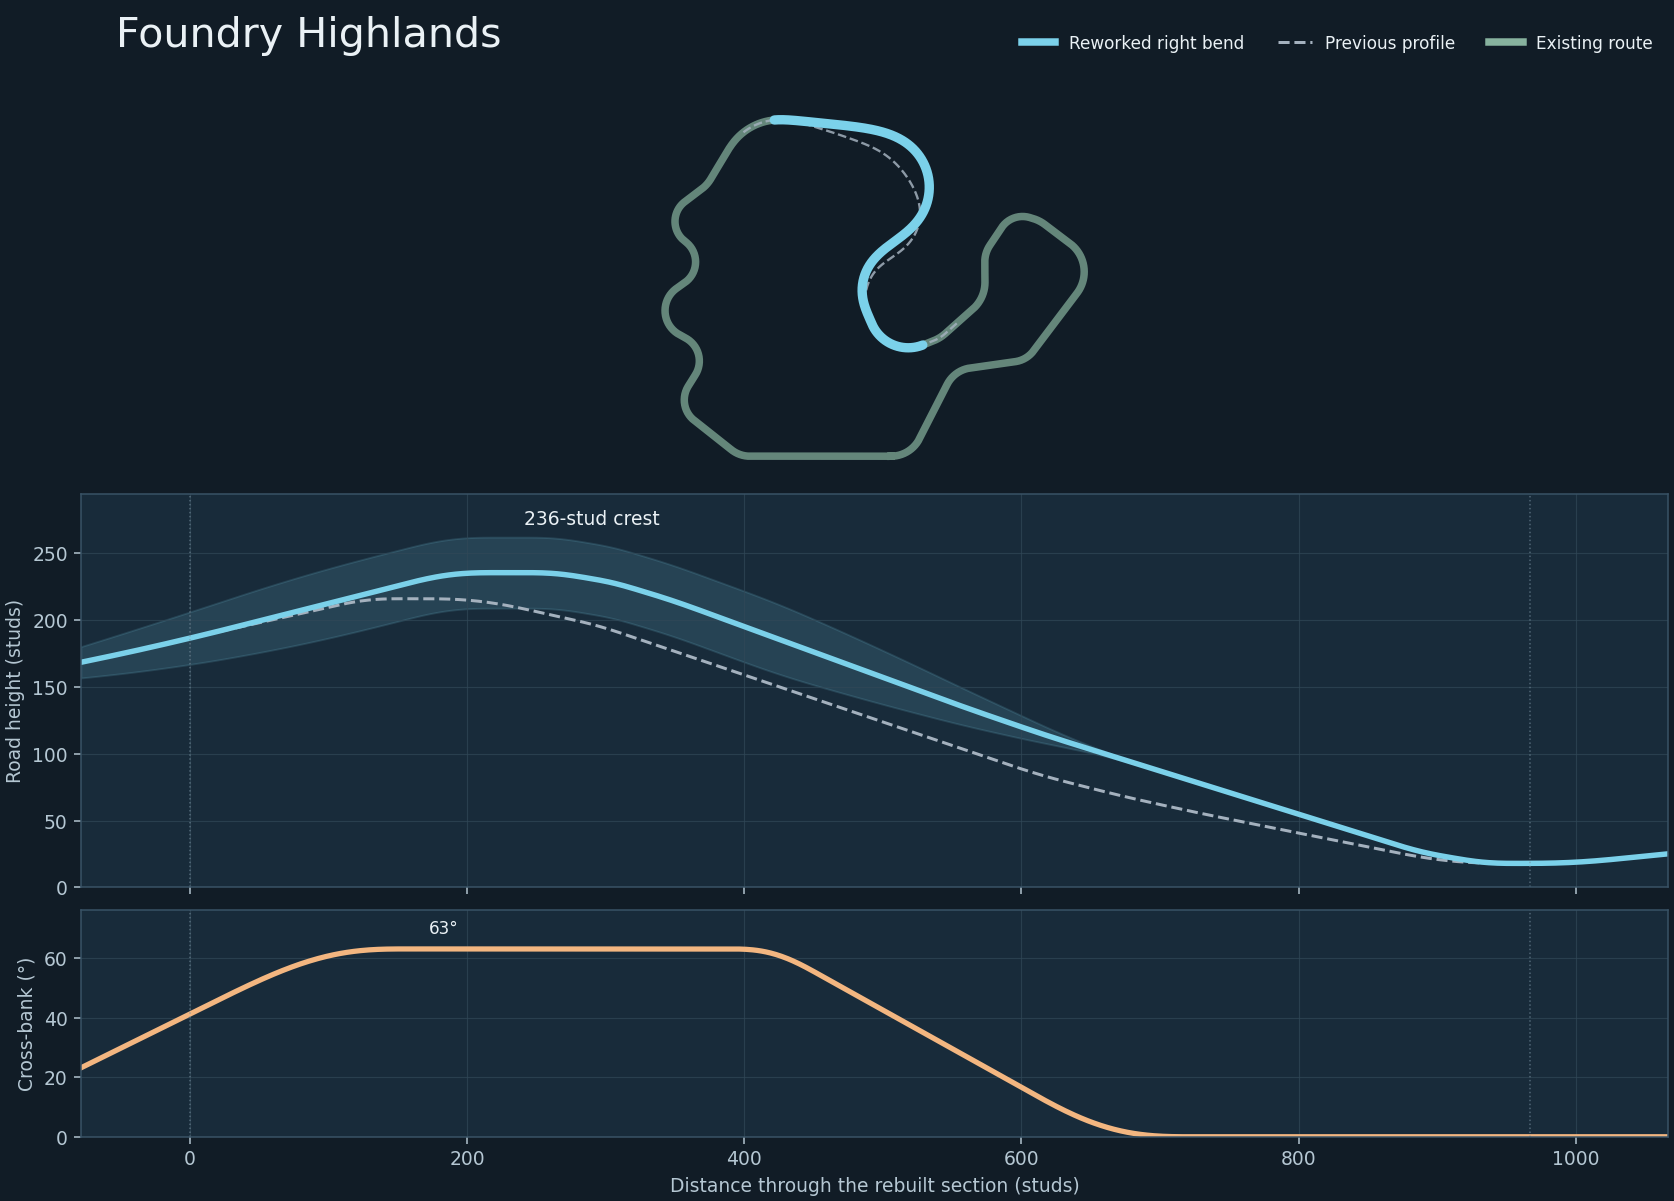 Foundry Highlands
Reworked right bend
Previous profile
Existing route
236-stud crest
Road height (studs)
250
200
150
100
50
0
63°
Cross-bank (°)
60
40
20
0
0
200
400
600
800
1000
Distance through the rebuilt section (studs)